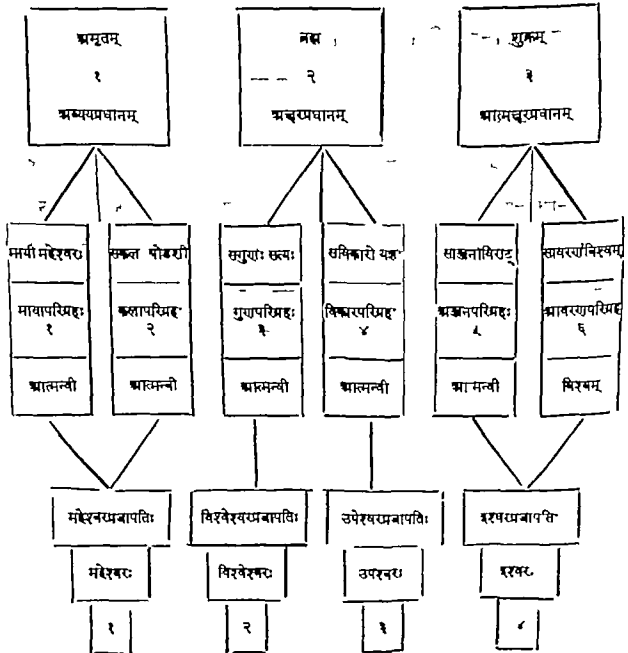 अमृतम्
१
अव्ययप्रधानम्
ब्रह्म
२
अक्षरप्रधानम्
शुक्रम्
३
आत्मक्षरप्रधानम्
मायी महेश्वरः
मायापरिग्रहः
१
आत्मन्वी
सकल षोडशी
कलापरिग्रहः
२
आत्मन्वी
सगुणः सत्यः
गुणपरिग्रहः
३
आत्मन्वी
सविकारो यज्ञः
विकारपरिग्रहः
४
आत्मन्वी
साञ्जनोविराट्
अञ्जनपरिग्रहः
५
आत्मन्वी
सावरणंविश्वम्
आवरणपरिग्रहः
६
विश्वम्
महेश्वरप्रजापतिः
महेश्वरः
१
विश्वेश्वरप्रजापतिः
विश्वेश्वरः
२
उपेश्वरप्रजापतिः
उपेश्वरः
३
ईश्वरप्रजापतिः
ईश्वरः
४